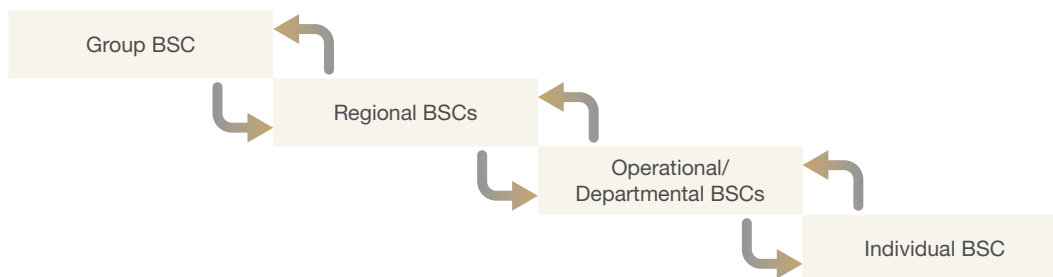 Group BSC
Regional BSCs
Operational/
Departmental BSCs
Individual BSC